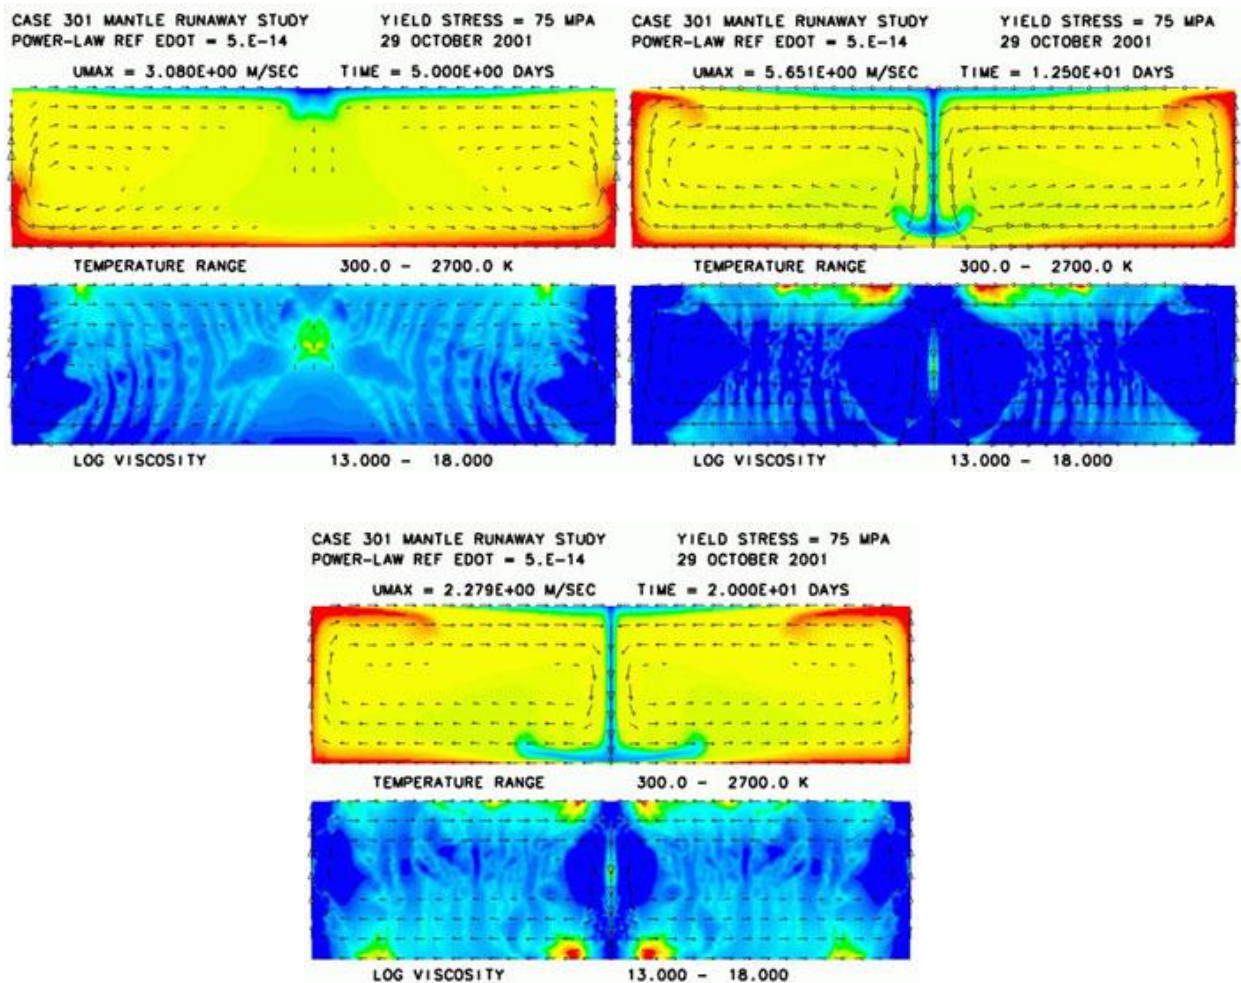 CASE 301 MANTLE RUNAWAY STUDY YIELD STRESS = 75 MPA
POWER-LAW REF EDOT = 5.E-14 29 OCTOBER 2001
UMAX = 3.080E+00 M/SEC TIME = 5.000E+00 DAYS
TEMPERATURE RANGE 300.0 - 2700.0 K
LOG VISCOSITY 13.000 - 18.000
CASE 301 MANTLE RUNAWAY STUDY YIELD STRESS = 75 MPA
POWER-LAW REF EDOT = 5.E-14 29 OCTOBER 2001
UMAX = 5.651E+00 M/SEC TIME = 1.250E+01 DAYS
TEMPERATURE RANGE 300.0 - 2700.0 K
LOG VISCOSITY 13.000 - 18.000
CASE 301 MANTLE RUNAWAY STUDY YIELD STRESS = 75 MPA
POWER-LAW REF EDOT = 5.E-14 29 OCTOBER 2001
UMAX = 2.279E+00 M/SEC TIME = 2.000E+01 DAYS
TEMPERATURE RANGE 300.0 - 2700.0 K
LOG VISCOSITY 13.000 - 18.000